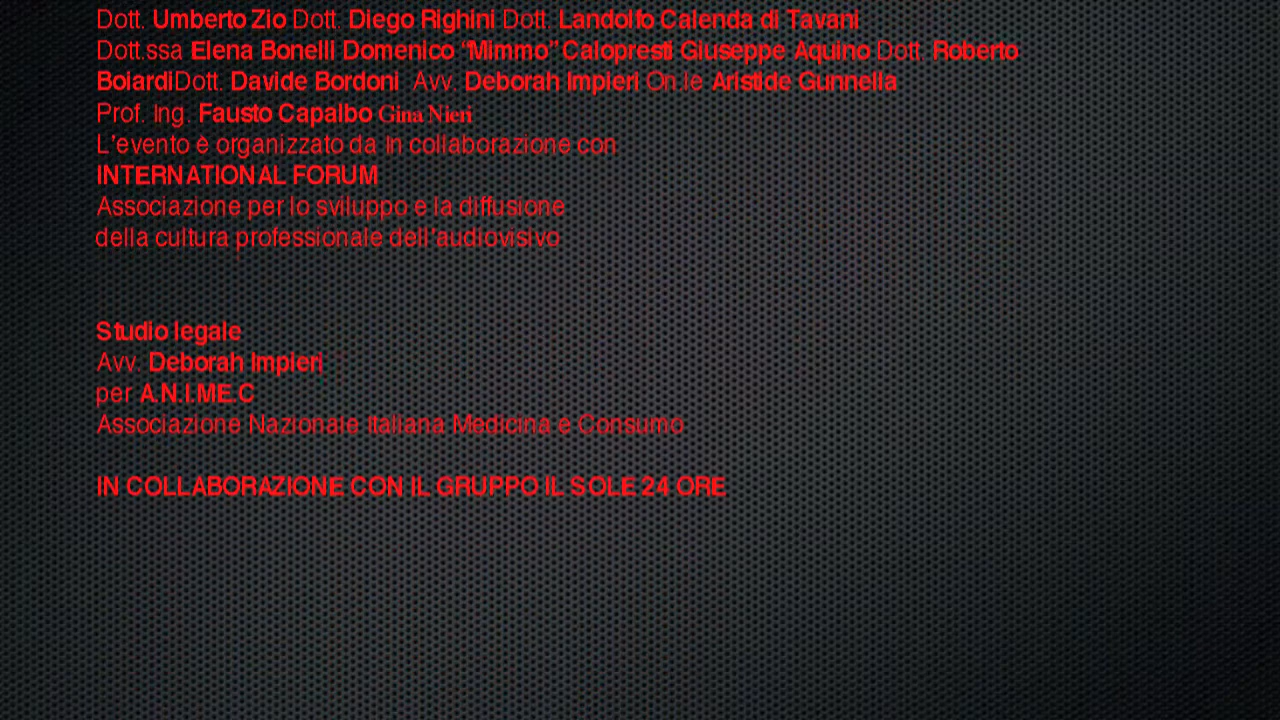 Dott. Umberto Zio Dott. Diego Righini Dott. Landolfo Calenda di Tavani
Dott.ssa Elena Bonelli Domenico “Mimmo” Calopresti Giuseppe Aquino Dott. Roberto
BoiardiDott. Davide Bordoni Avv. Deborah Impieri On.le Aristide Gunnella
Prof. Ing. Fausto Capalbo Gina Nieri
L'evento è organizzato da In collaborazione con
INTERNATIONAL FORUM
Associazione per lo sviluppo e la diffusione
della cultura professionale dell'audiovisivo
Studio legale
Avv. Deborah Impieri
per A.N.I.ME.C
Associazione Nazionale Italiana Medicina e Consumo
IN COLLABORAZIONE CON IL GRUPPO IL SOLE 24 ORE